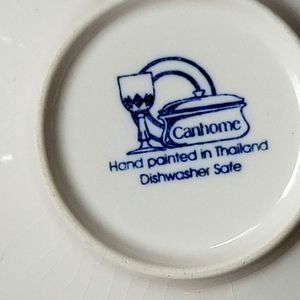 Canhome
Hand painted in Thailand
Dishwasher Safe